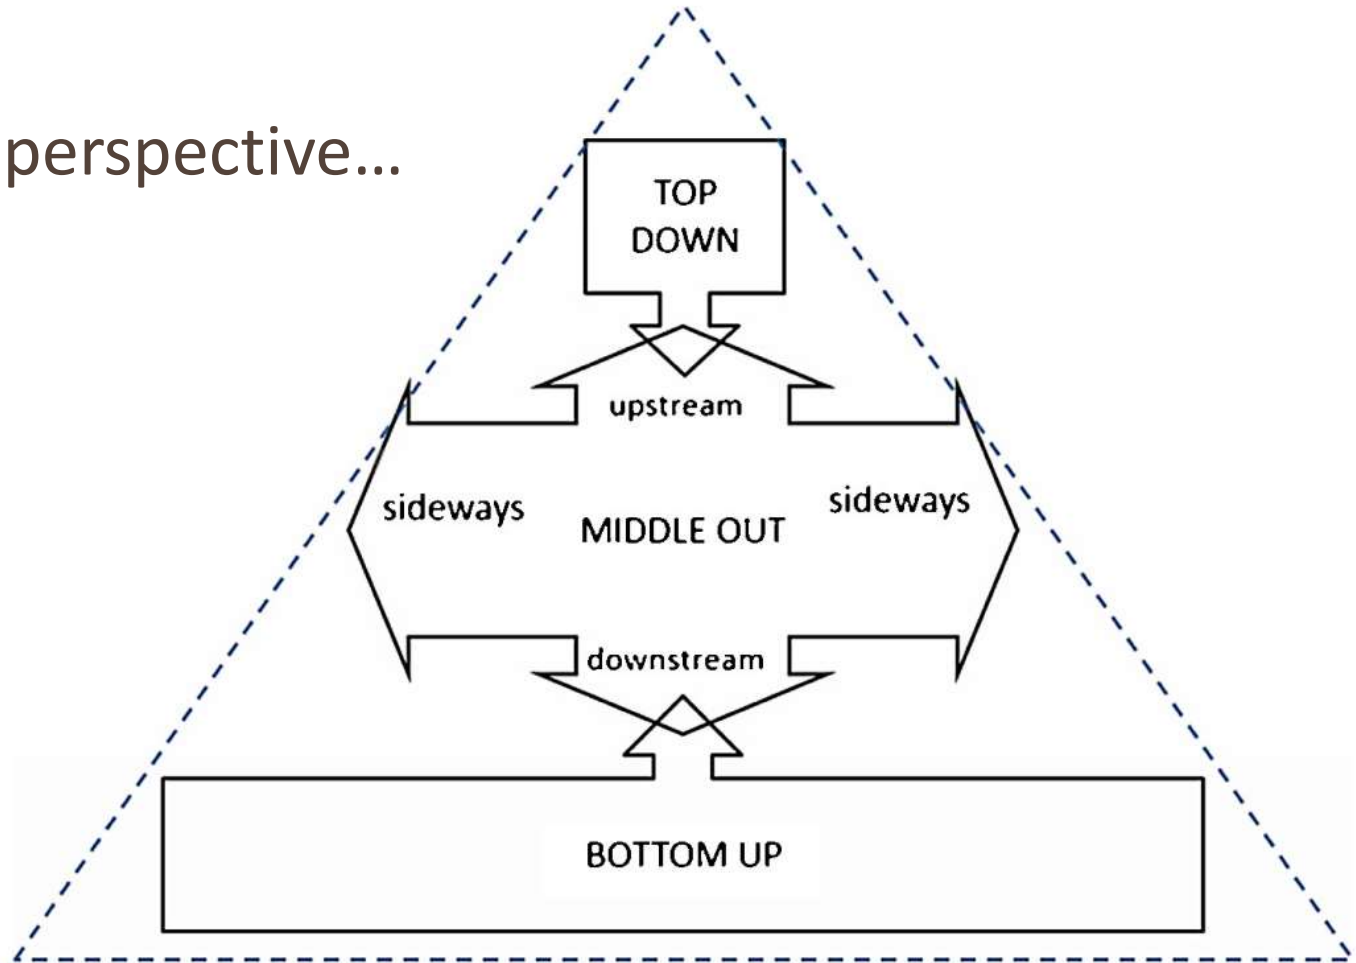 perspective…
TOP
DOWN
upstream
sideways
sideways
MIDDLE OUT
downstream
BOTTOM UP